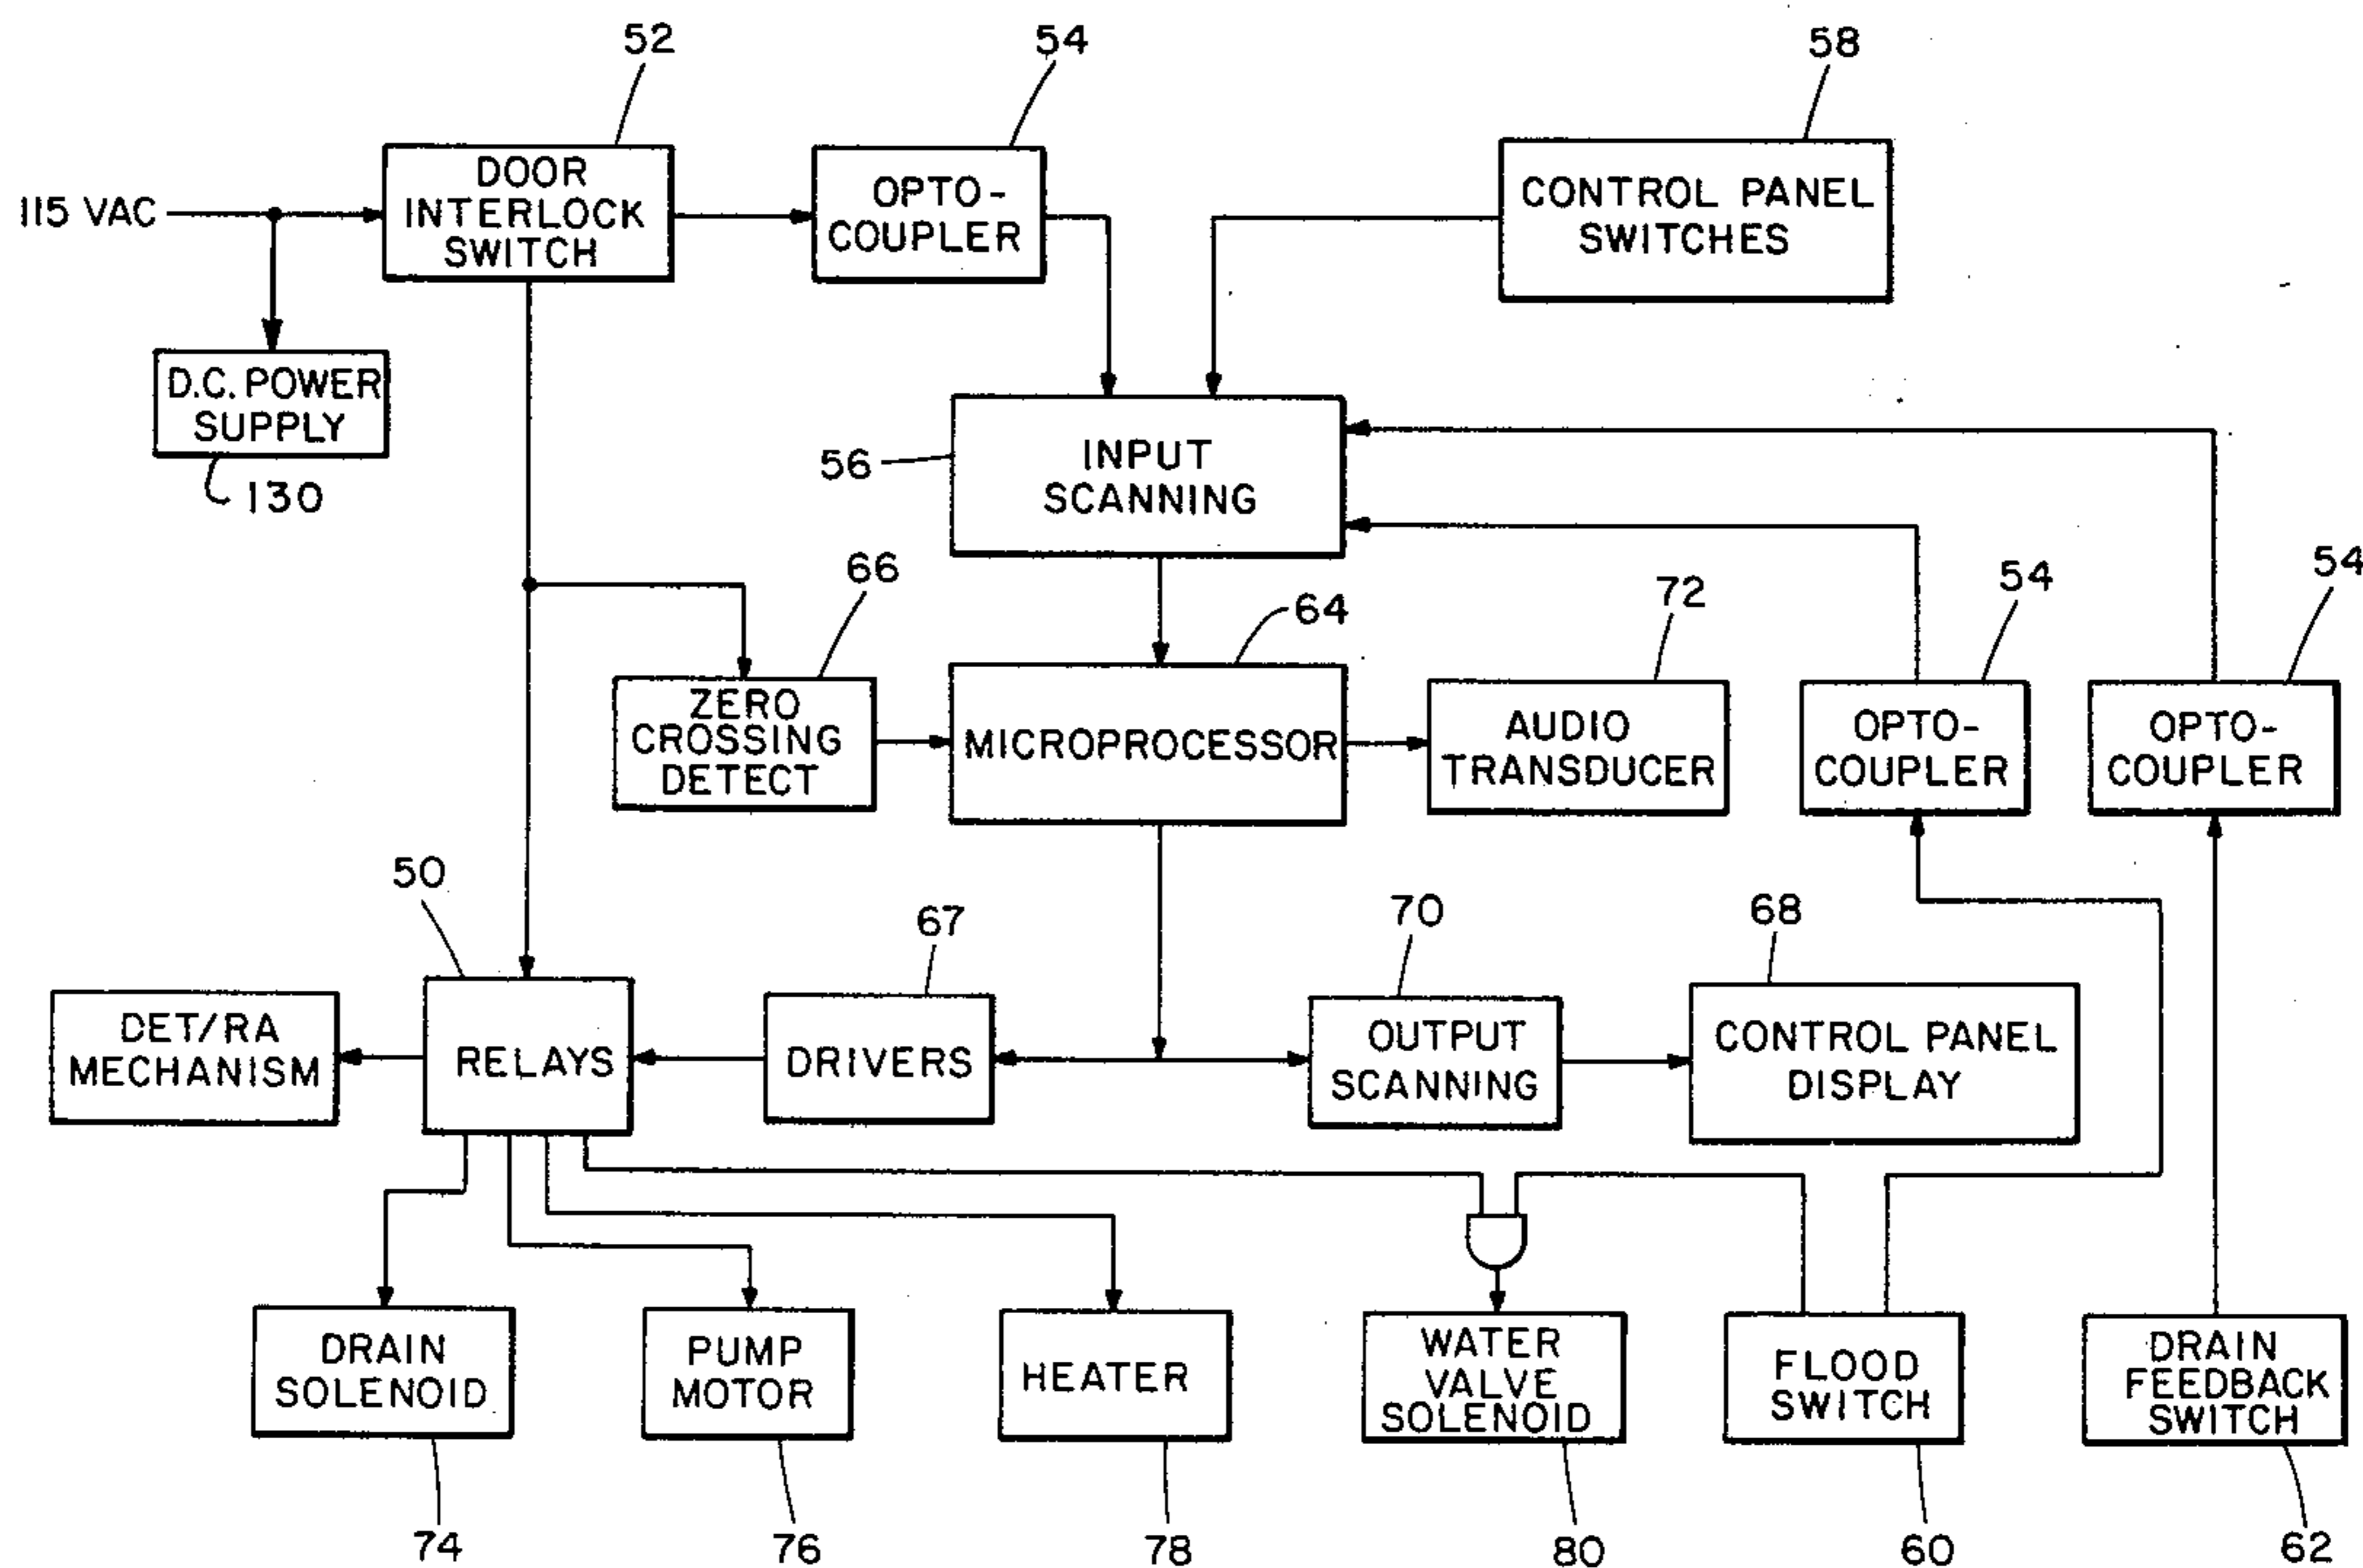 52
54
58
115 VAC
DOOR
INTERLOCK
SWITCH
OPTO-
COUPLER
CONTROL PANEL
SWITCHES
D.C. POWER
SUPPLY
130
56
INPUT
SCANNING
66
64
72
54
54
ZERO
CROSSING
DETECT
MICROPROCESSOR
AUDIO
TRANSDUCER
OPTO-
COUPLER
OPTO-
COUPLER
50
67
70
68
DET/RA
MECHANISM
RELAYS
DRIVERS
OUTPUT
SCANNING
CONTROL PANEL
DISPLAY
DRAIN
SOLENOID
PUMP
MOTOR
HEATER
WATER
VALVE
SOLENOID
FLOOD
SWITCH
DRAIN
FEEDBACK
SWITCH
74
76
78
80
60
62